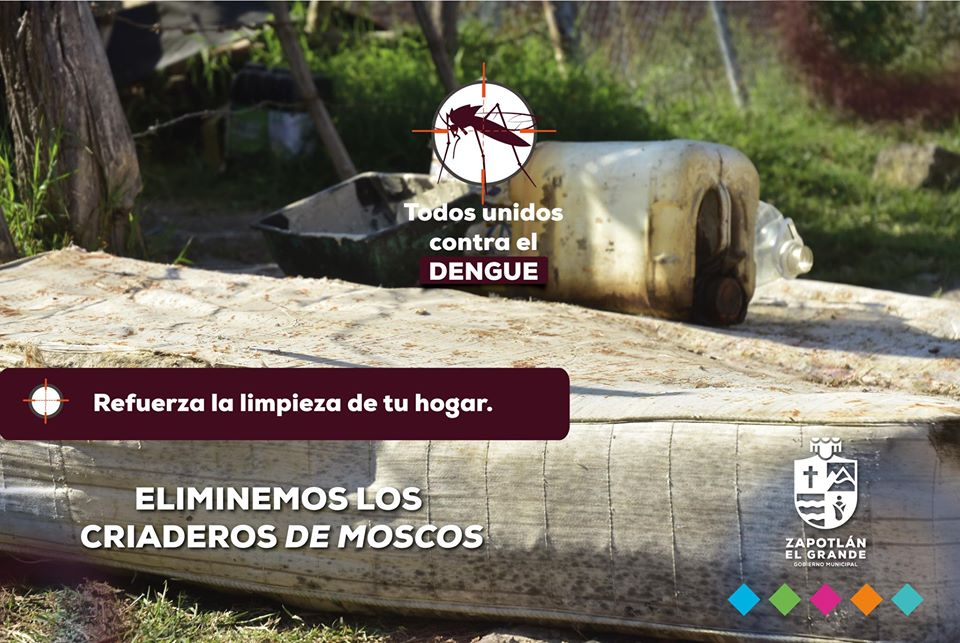 Todos unidos
contra el
DENGUE
Refuerza la limpieza de tu hogar.
ELIMINEMOS LOS
CRIADEROS DE MOSCOS
ZAPOTLÁN
EL GRANDE
GOBIERNO MUNICIPAL